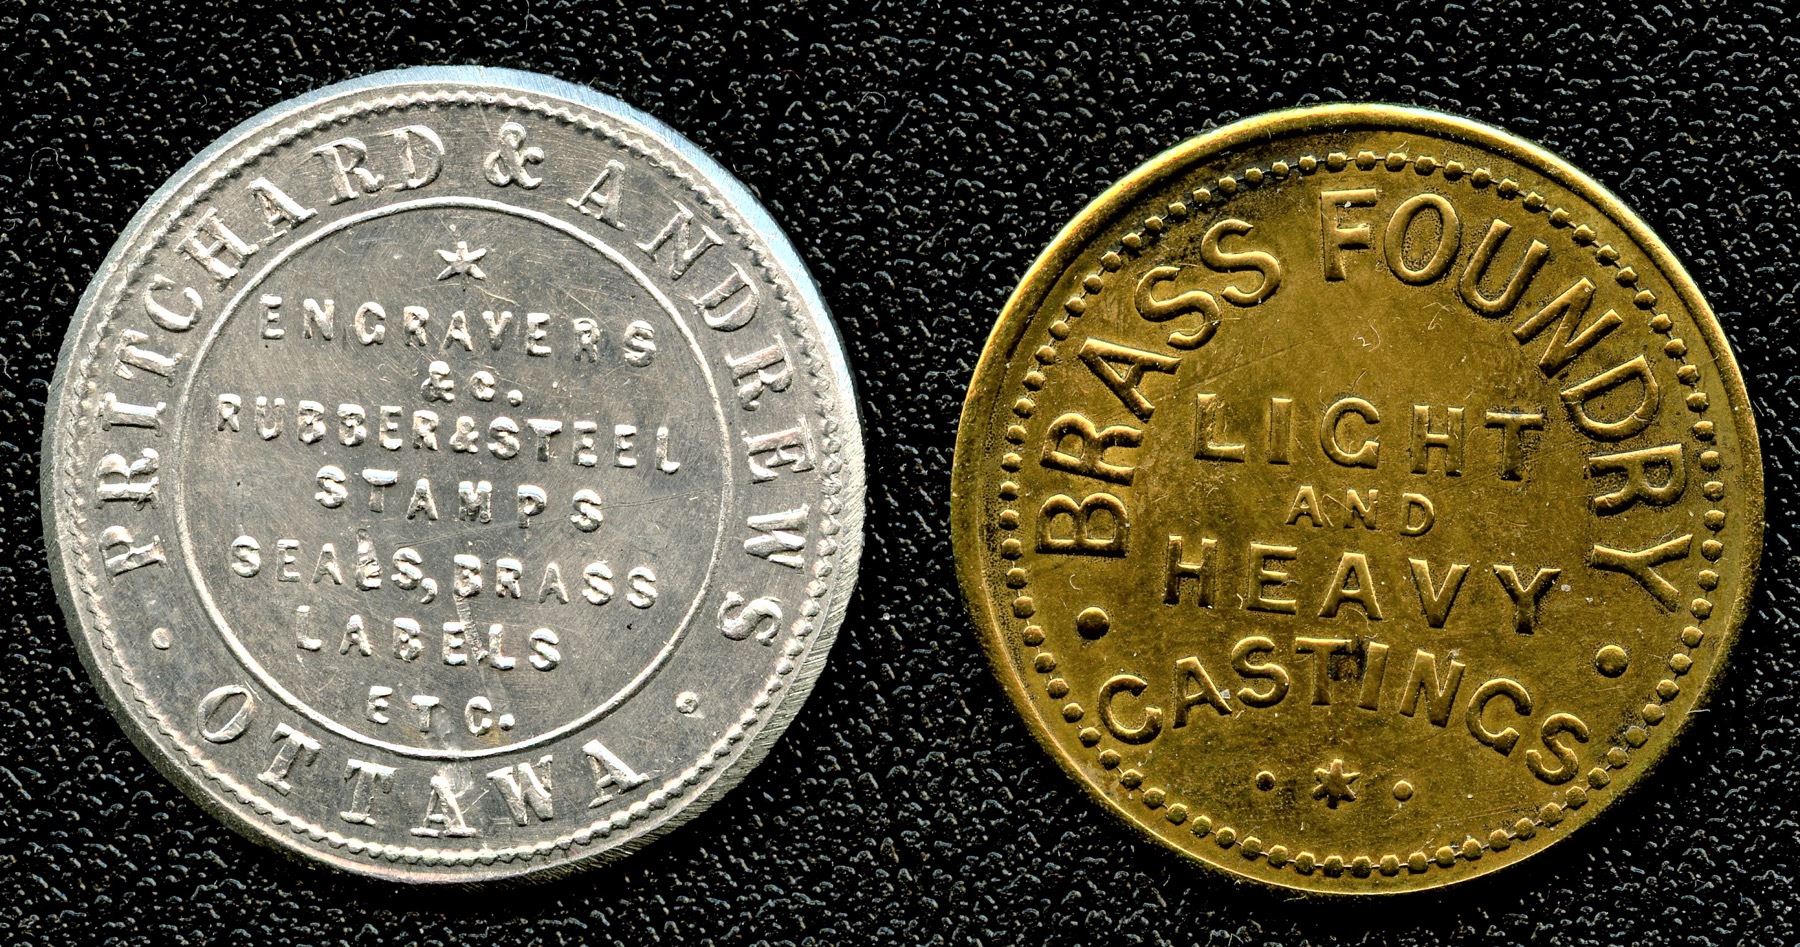 PRITCHARD & ANDREWS
ENGRAVERS
&C.
RUBBER & STEEL
STAMPS
SEALS, BRASS
LABELS
ETC.
OTTAWA
BRASS FOUNDRY
LIGHT
AND
HEAVY
CASTINGS